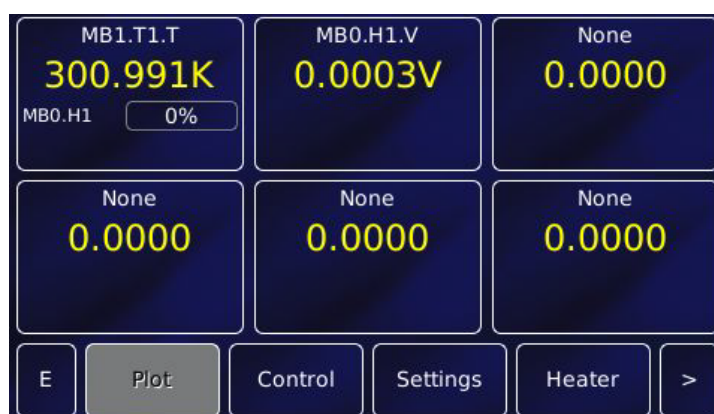 MB1.T1.T
300.991K
MB0.H1
0%
MB0.H1.V
0.0003V
None
0.0000
None
0.0000
None
0.0000
None
0.0000
E
Plot
Control
Settings
Heater
>